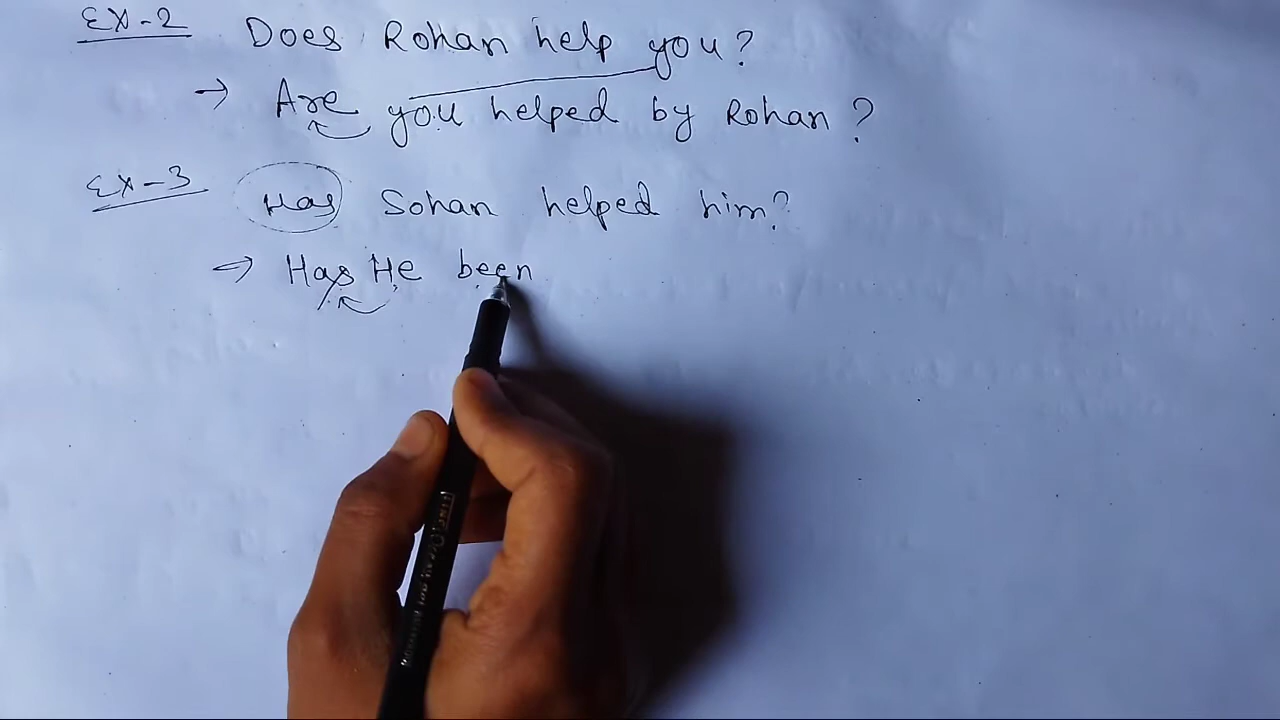 Ex-2 Does Rohan help you?
→ Are you helped by Rohan?
Ex-3 Has Sohan helped him?
→ Has He been